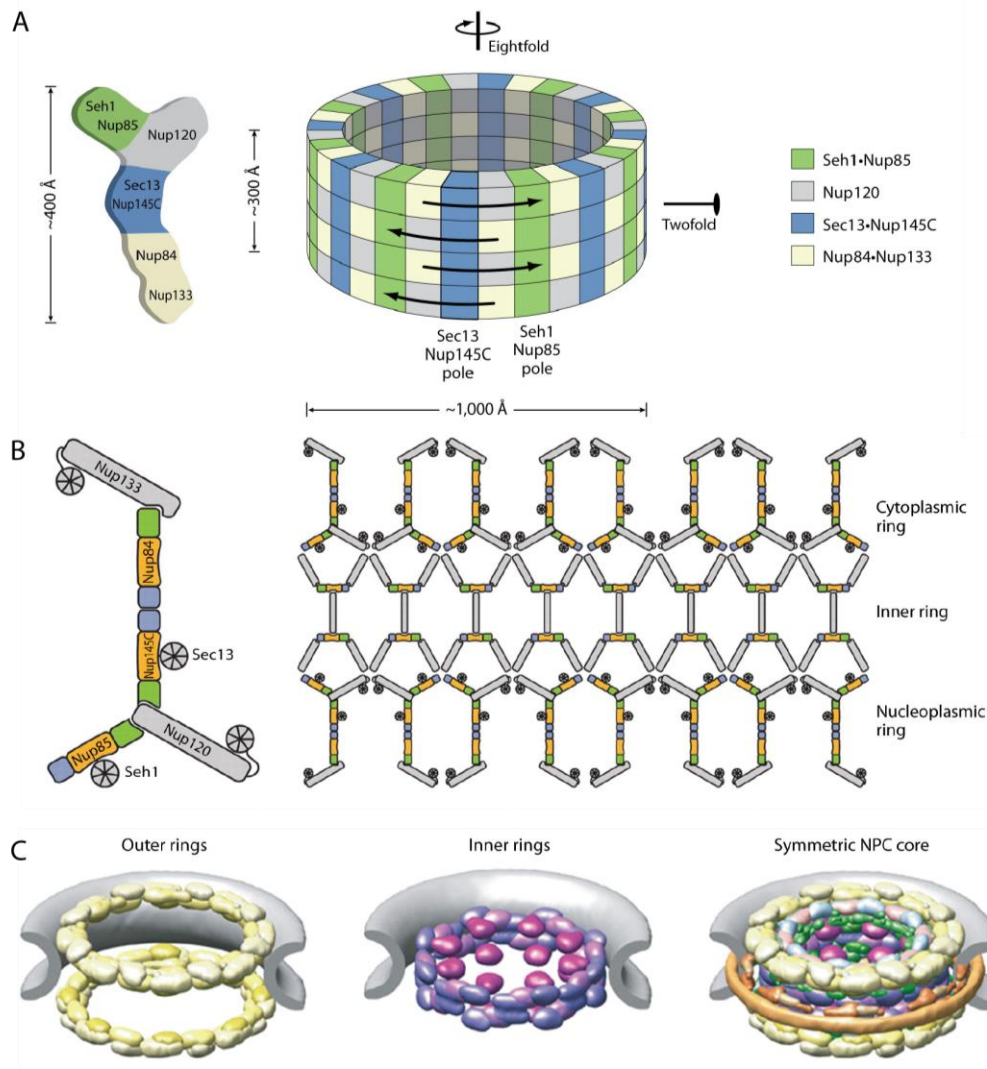 A
Eightfold
Seh1
Nup85
Nup120
Sec13
Nup145C
Nup84
Nup133
~400 Å
~300 Å
Twofold
Seh1•Nup85
Nup120
Sec13•Nup145C
Nup84•Nup133
Sec13
Nup145C
pole
Seh1
Nup85
pole
~1,000 Å
B
Nup133
Nup84
Nup145C
Sec13
Nup85
Nup120
Seh1
Cytoplasmic
ring
Inner ring
Nucleoplasmic
ring
C
Outer rings
Inner rings
Symmetric NPC core